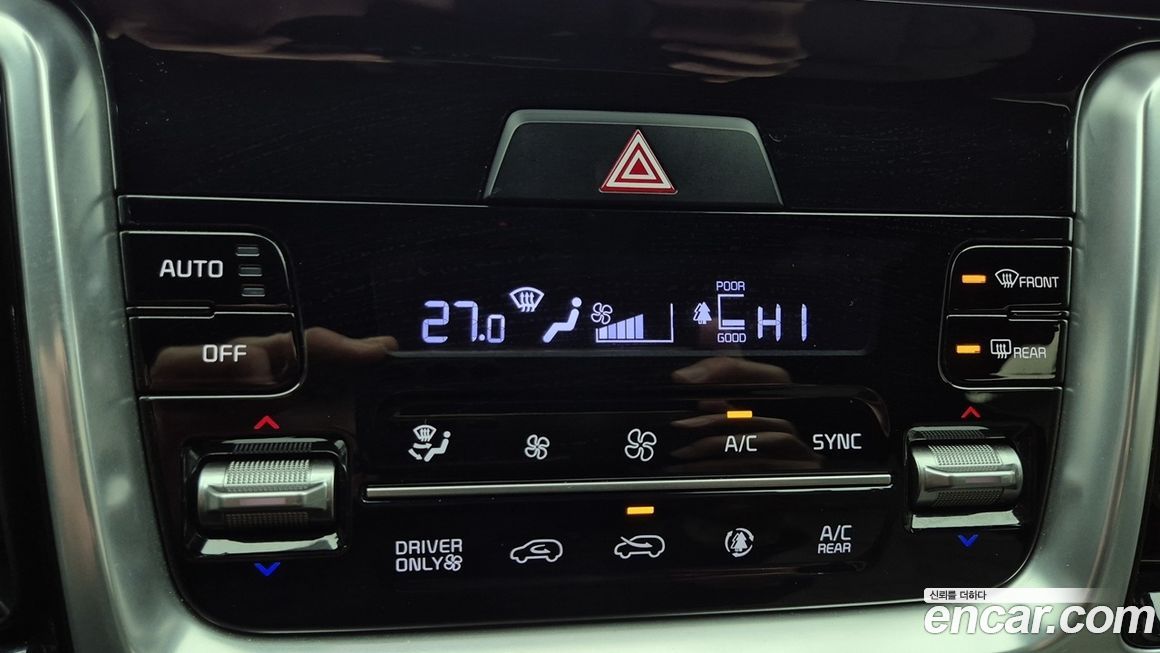 AUTO
OFF
27.0
POOR
GOOD
HI
FRONT
REAR
A/C
SYNC
DRIVER
ONLY
A/C
REAR
신뢰를 더하다
encar.com